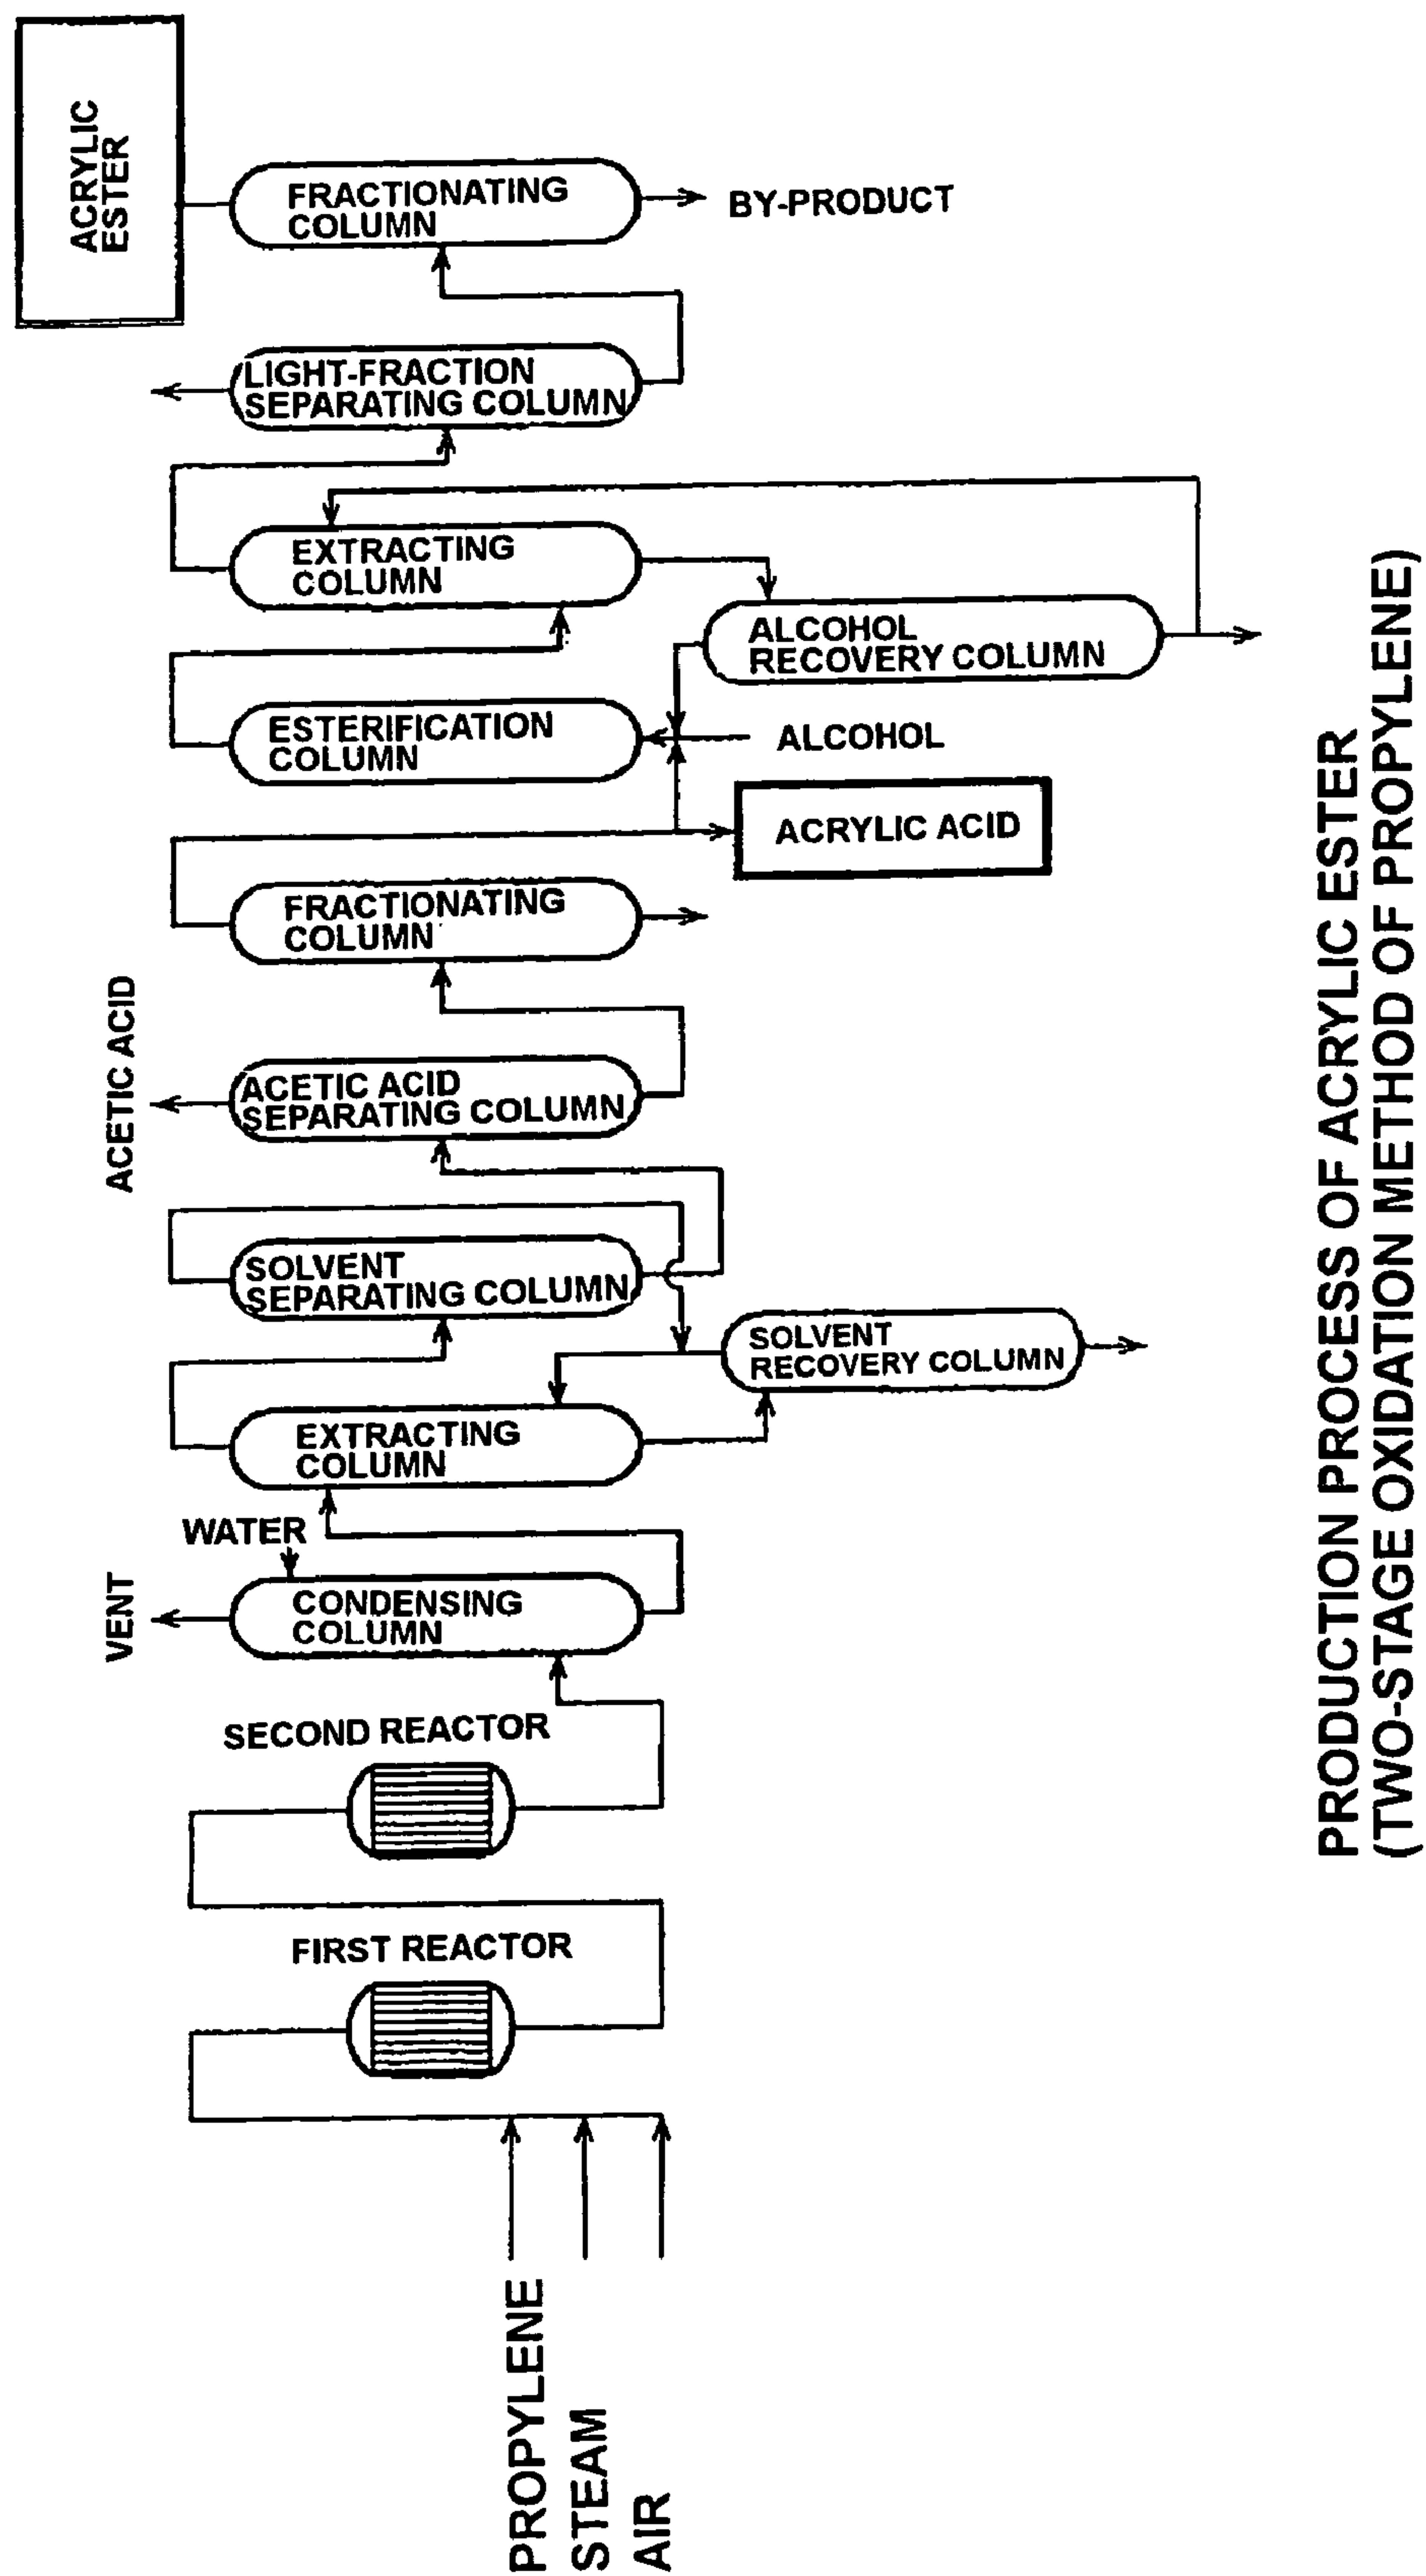 ACRYLIC
ESTER
FRACTIONATING
COLUMN
BY-PRODUCT
LIGHT-FRACTION
SEPARATING COLUMN
EXTRACTING
COLUMN
ALCOHOL
RECOVERY COLUMN
ESTERIFICATION
COLUMN
ALCOHOL
ACRYLIC ACID
FRACTIONATING
COLUMN
ACETIC ACID
ACETIC ACID
SEPARATING COLUMN
SOLVENT
SEPARATING COLUMN
SOLVENT
RECOVERY COLUMN
EXTRACTING
COLUMN
WATER
VENT
CONDENSING
COLUMN
SECOND REACTOR
FIRST REACTOR
PROPYLENE
STEAM
AIR
PRODUCTION PROCESS OF ACRYLIC ESTER
(TWO-STAGE OXIDATION METHOD OF PROPYLENE)